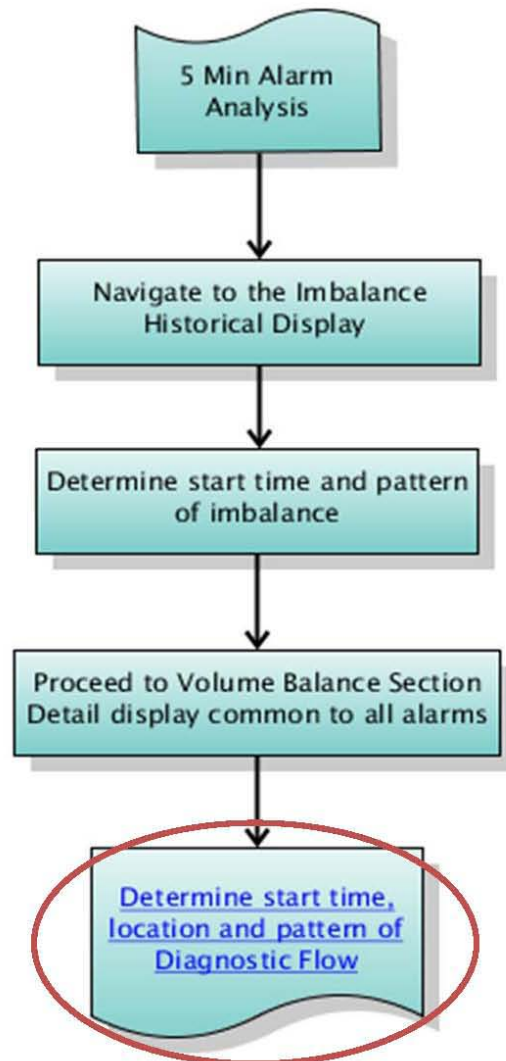 5 Min Alarm
Analysis
Navigate to the Imbalance
Historical Display
Determine start time and pattern
of imbalance
Proceed to Volume Balance Section
Detail display common to all alarms
Determine start time,
location and pattern of
Diagnostic Flow